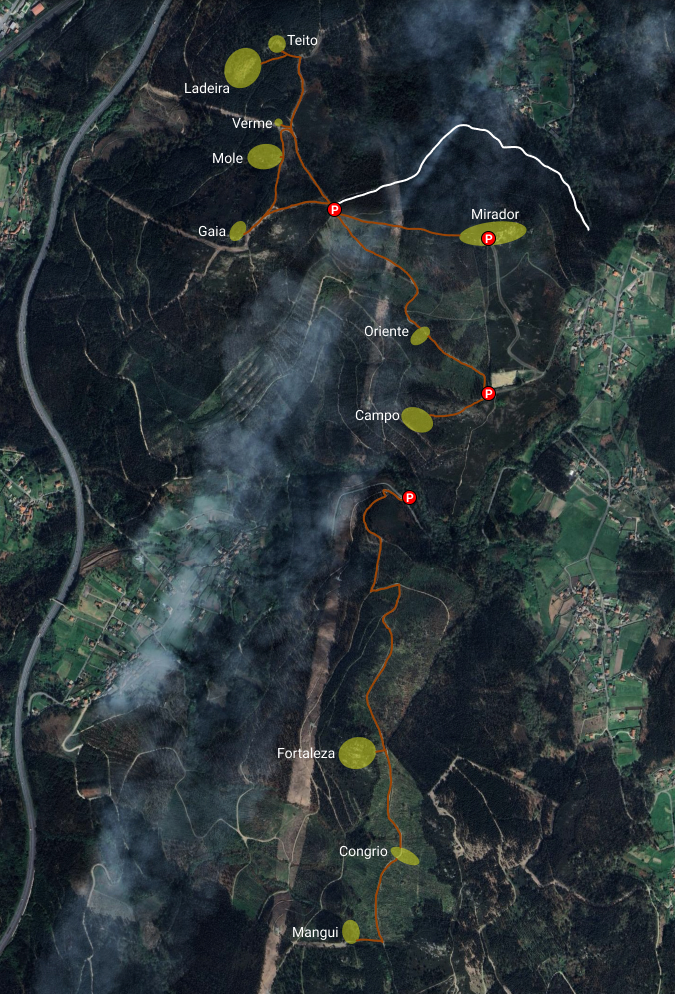 Teito
Ladeira
Verme
Mole
P
Mirador
Gaia
P
Oriente
P
Campo
P
Fortaleza
Congrio
Mangui